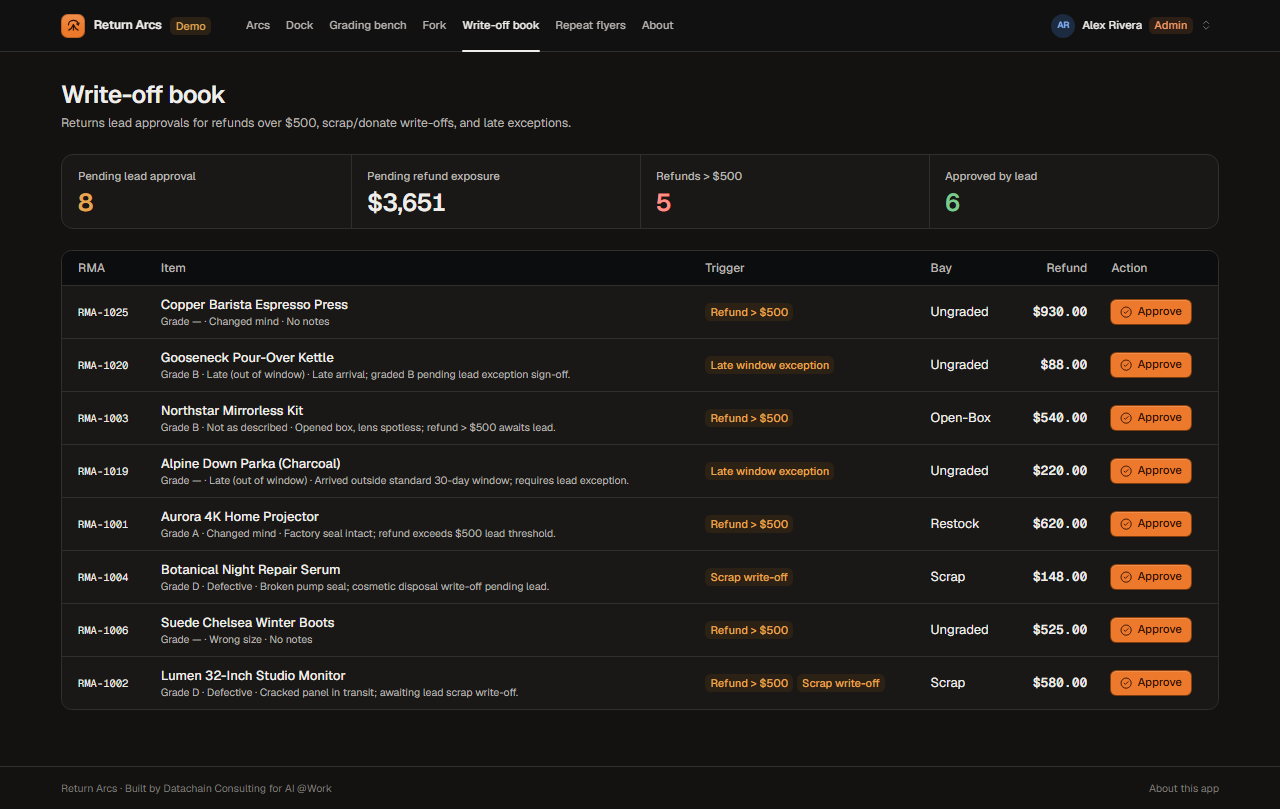 Return Arcs Demo Arcs Dock Grading bench Fork Write-off book Repeat flyers About AR Alex Rivera Admin
Write-off book
Returns lead approvals for refunds over $500, scrap/donate write-offs, and late exceptions.
Pending lead approval Pending refund exposure Refunds > $500 Approved by lead
8 $3,651 5 6
RMA Item Trigger Bay Refund Action
Copper Barista Espresso Press
RMA-1025 Refund > $500 Ungraded $930.00 Approve
Grade — · Changed mind · No notes
Gooseneck Pour-Over Kettle
RMA-1020 Late window exception Ungraded $88.00 Approve
Grade B · Late (out of window) · Late arrival; graded B pending lead exception sign-off.
Northstar Mirrorless Kit
RMA-1003 Refund > $500 Open-Box $540.00 Approve
Grade B · Not as described · Opened box, lens spotless; refund > $500 awaits lead.
Alpine Down Parka (Charcoal)
RMA-1019 Late window exception Ungraded $220.00 Approve
Grade — · Late (out of window) · Arrived outside standard 30-day window; requires lead exception.
Aurora 4K Home Projector
RMA-1001 Refund > $500 Restock $620.00 Approve
Grade A · Changed mind · Factory seal intact; refund exceeds $500 lead threshold.
Botanical Night Repair Serum
RMA-1004 Scrap write-off Scrap $148.00 Approve
Grade D · Defective · Broken pump seal; cosmetic disposal write-off pending lead.
Suede Chelsea Winter Boots
RMA-1006 Refund > $500 Ungraded $525.00 Approve
Grade — · Wrong size · No notes
Lumen 32-Inch Studio Monitor
RMA-1002 Refund > $500 Scrap write-off Scrap $580.00 Approve
Grade D · Defective · Cracked panel in transit; awaiting lead scrap write-off.
Return Arcs · Built by Datachain Consulting for AI @Work About this app